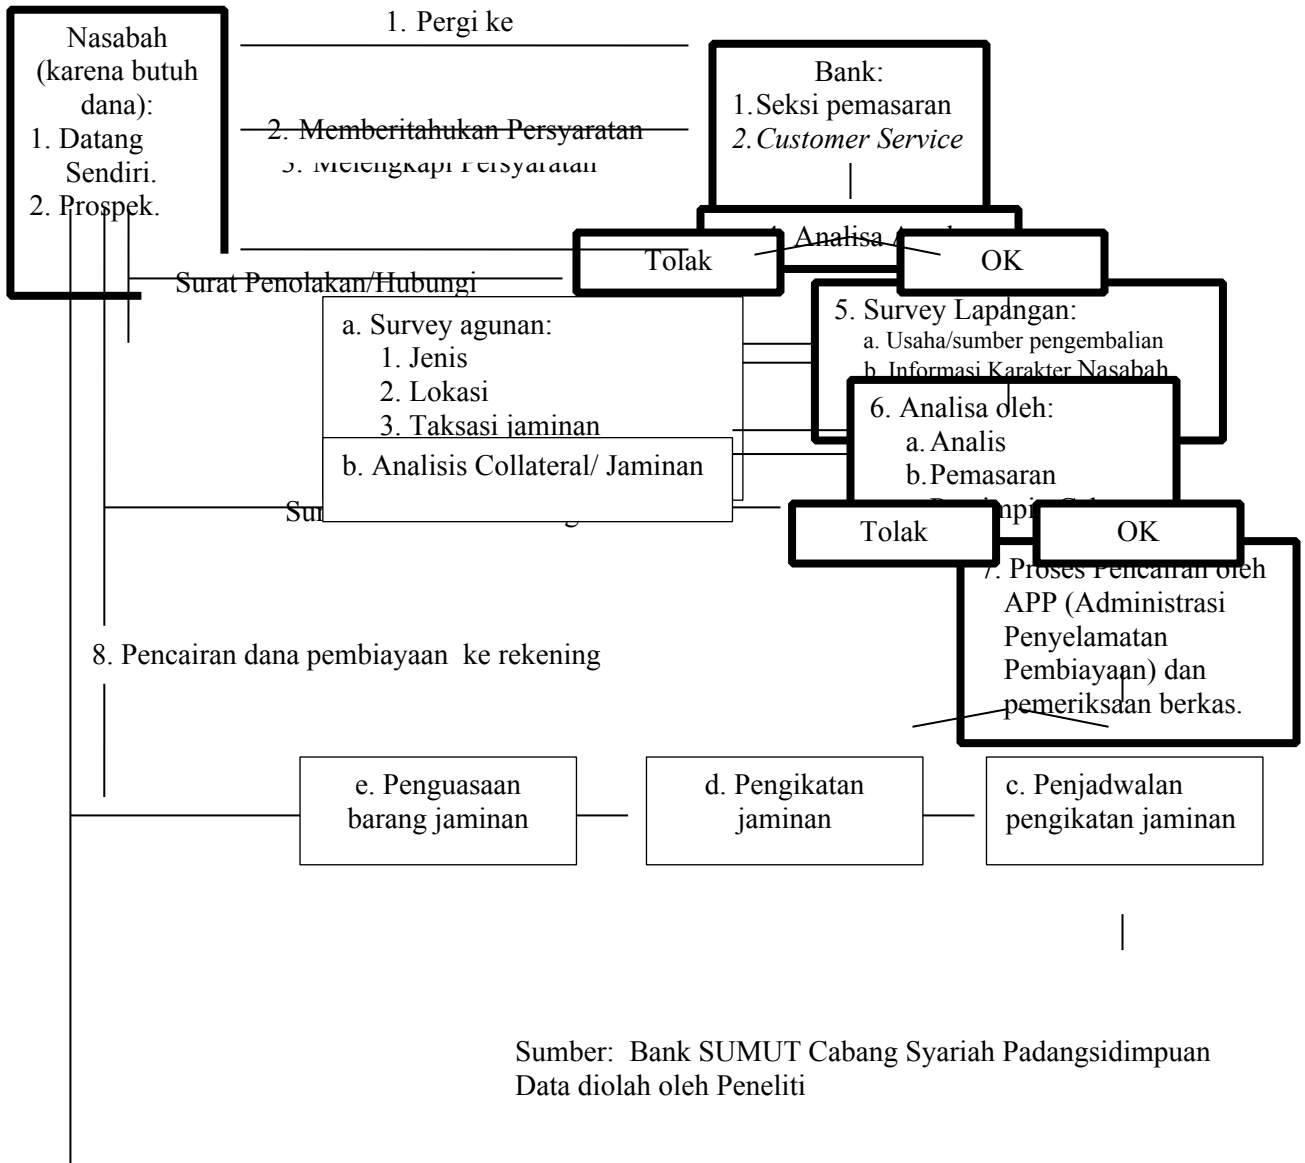 Nasabah
(karena butuh
dana):
1. Datang
Sendiri.
2. Prospek.
1. Pergi ke
2. Memberitahukan Persyaratan
3. Melengkapi Persyaratan
Bank:
1. Seksi pemasaran
2. Customer Service
Analisa
Tolak
OK
Surat Penolakan/Hubungi
a. Survey agunan:
1. Jenis
2. Lokasi
3. Taksasi jaminan
b. Analisis Collateral/ Jaminan
5. Survey Lapangan:
a. Usaha/sumber pengembalian
b. Informasi Karakter Nasabah
6. Analisa oleh:
a. Analis
b. Pemasaran
Tolak
OK
7. Proses Pencairan oleh
APP (Administrasi
Penyelamatan
Pembiayaan) dan
pemeriksaan berkas.
8. Pencairan dana pembiayaan ke rekening
e. Penguasaan
barang jaminan
d. Pengikatan
jaminan
c. Penjadwalan
pengikatan jaminan
Sumber: Bank SUMUT Cabang Syariah Padangsidimpuan
Data diolah oleh Peneliti